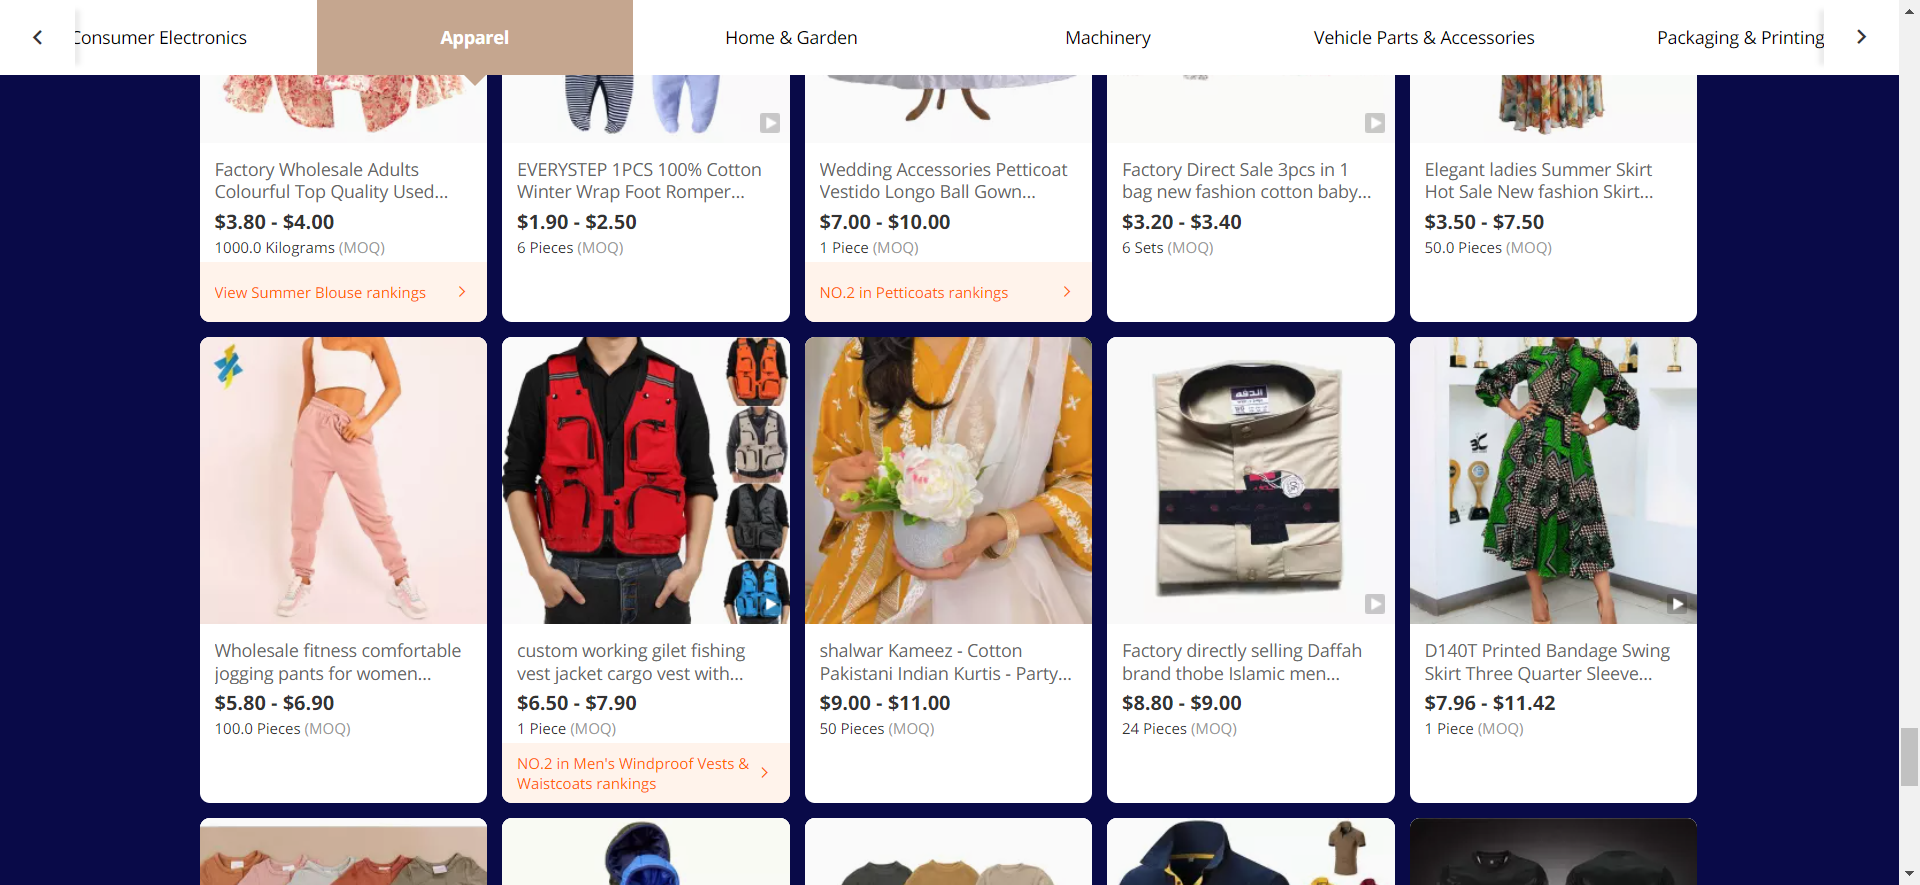 Consumer Electronics
Apparel
Home & Garden
Machinery
Vehicle Parts & Accessories
Packaging & Printing
Factory Wholesale Adults
Colourful Top Quality Used...
$3.80 - $4.00
1000.0 Kilograms (MOQ)
View Summer Blouse rankings
EVERYSTEP 1PCS 100% Cotton
Winter Wrap Foot Romper...
$1.90 - $2.50
6 Pieces (MOQ)
Wedding Accessories Petticoat
Vestido Longo Ball Gown...
$7.00 - $10.00
1 Piece (MOQ)
NO.2 in Petticoats rankings
Factory Direct Sale 3pcs in 1
bag new fashion cotton baby...
$3.20 - $3.40
6 Sets (MOQ)
Elegant ladies Summer Skirt
Hot Sale New fashion Skirt...
$3.50 - $7.50
50.0 Pieces (MOQ)
Wholesale fitness comfortable
jogging pants for women...
$5.80 - $6.90
100.0 Pieces (MOQ)
custom working gilet fishing
vest jacket cargo vest with...
$6.50 - $7.90
1 Piece (MOQ)
NO.2 in Men's Windproof Vests &
Waistcoats rankings
shalwar Kameez - Cotton
Pakistani Indian Kurtis - Party...
$9.00 - $11.00
50 Pieces (MOQ)
الدفة
Factory directly selling Daffah
brand thobe Islamic men...
$8.80 - $9.00
24 Pieces (MOQ)
D140T Printed Bandage Swing
Skirt Three Quarter Sleeve...
$7.96 - $11.42
1 Piece (MOQ)